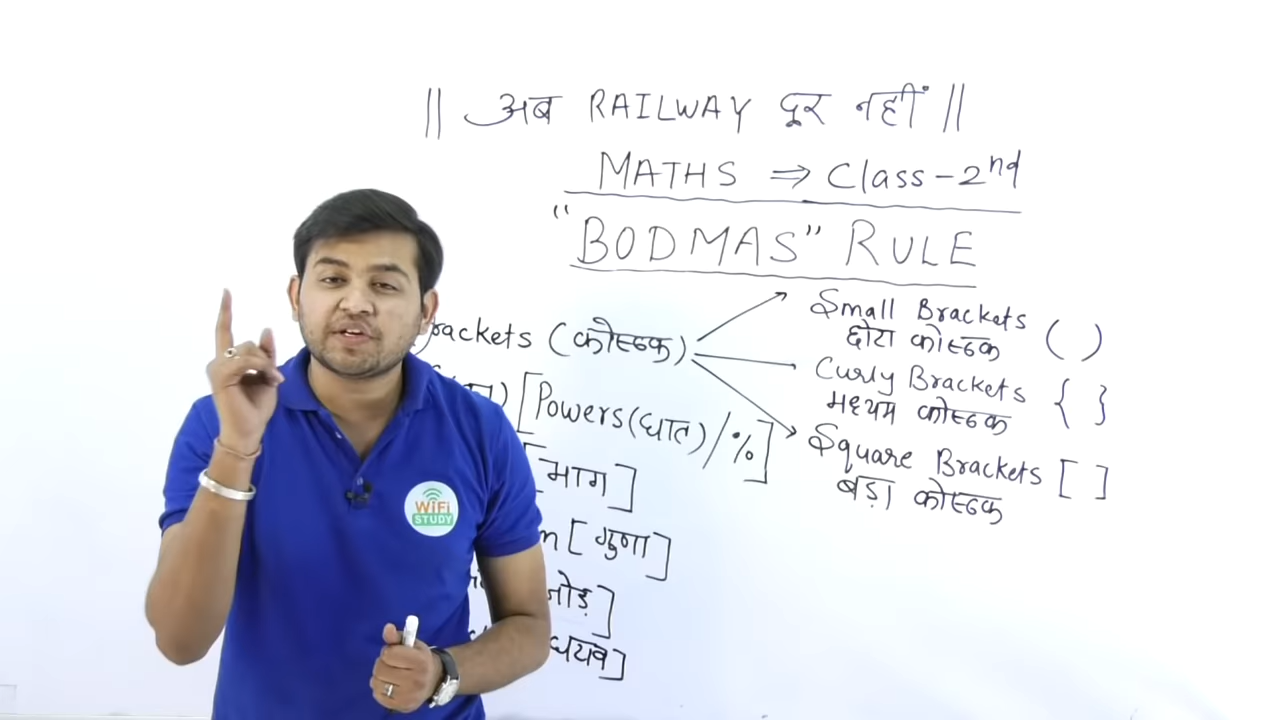 || अब RAILWAY दूर नहीं ||
MATHS ⇒ Class-2nd
"BODMAS" RULE
rackets (कोष्ठक)
Small Brackets ( )
छोटा कोष्ठक
Curly Brackets { }
मध्यम कोष्ठक
Square Brackets [ ]
बड़ा कोष्ठक
[Powers(घात)/%]
[भाग]
n [गुणा]
जोड़]
WiFi
STUDY